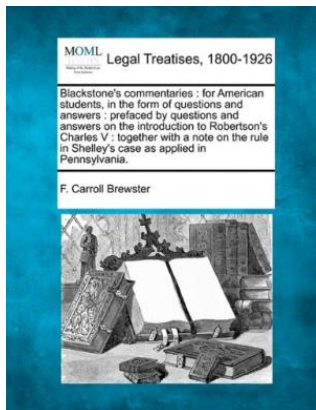 MOML
Legal Treatises, 1800-1926
Blackstone's commentaries : for American
students, in the form of questions and
answers : prefaced by questions and
answers on the introduction to Robertson's
Charles V : together with a note on the rule
in Shelley's case as applied in
Pennsylvania.
F. Carroll Brewster